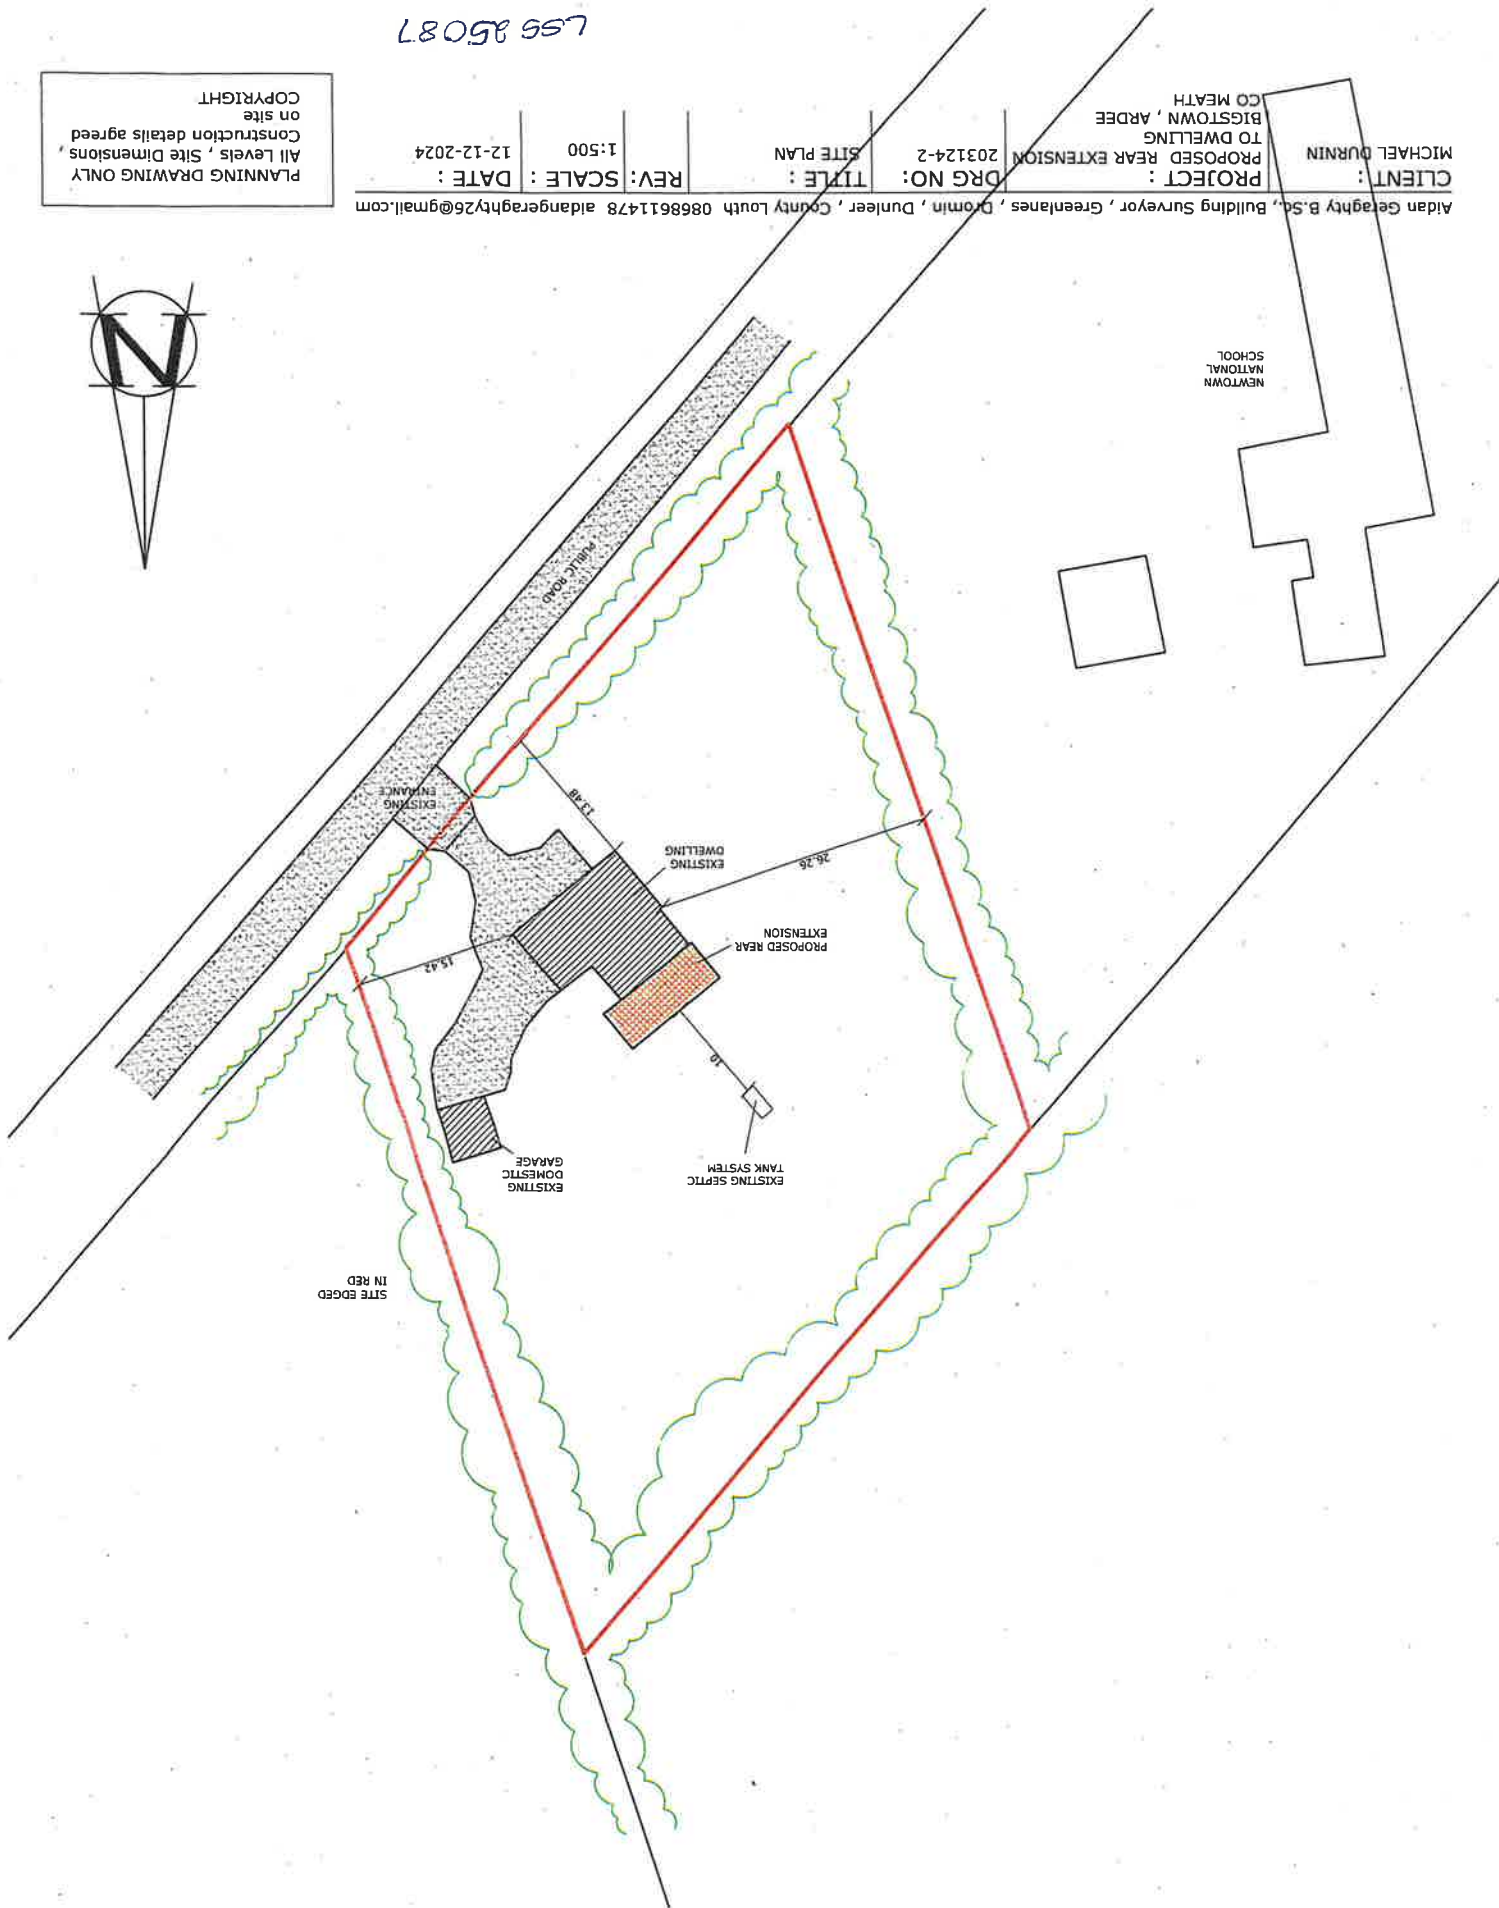 EXISTING SEPTIC
TANK SYSTEM
EXISTING
DOMESTIC
GARAGE
SITE EDGED
IN RED
10
PROPOSED REAR
EXTENSION
15.42
26.26
EXISTING
DWELLING
13.48
EXISTING
ENTRANCE
PUBLIC ROAD
NEWTOWN
NATIONAL
SCHOOL
N
Aidan Geraghty B.Sc., Building Surveyor , Greenlanes , Dromin , Dunleer , County Louth 0868611478 aidangeraghty26@gmail.com
CLIENT :
MICHAEL DURNIN
PROJECT :
PROPOSED REAR EXTENSION
TO DWELLING
BIGSTOWN , ARDEE
CO MEATH
DRG NO:
203124-2
TITLE :
SITE PLAN
REV:
SCALE :
1:500
DATE :
12-12-2024
PLANNING DRAWING ONLY
All Levels , Site Dimensions ,
Construction details agreed
on site
COPYRIGHT
LSS 25087